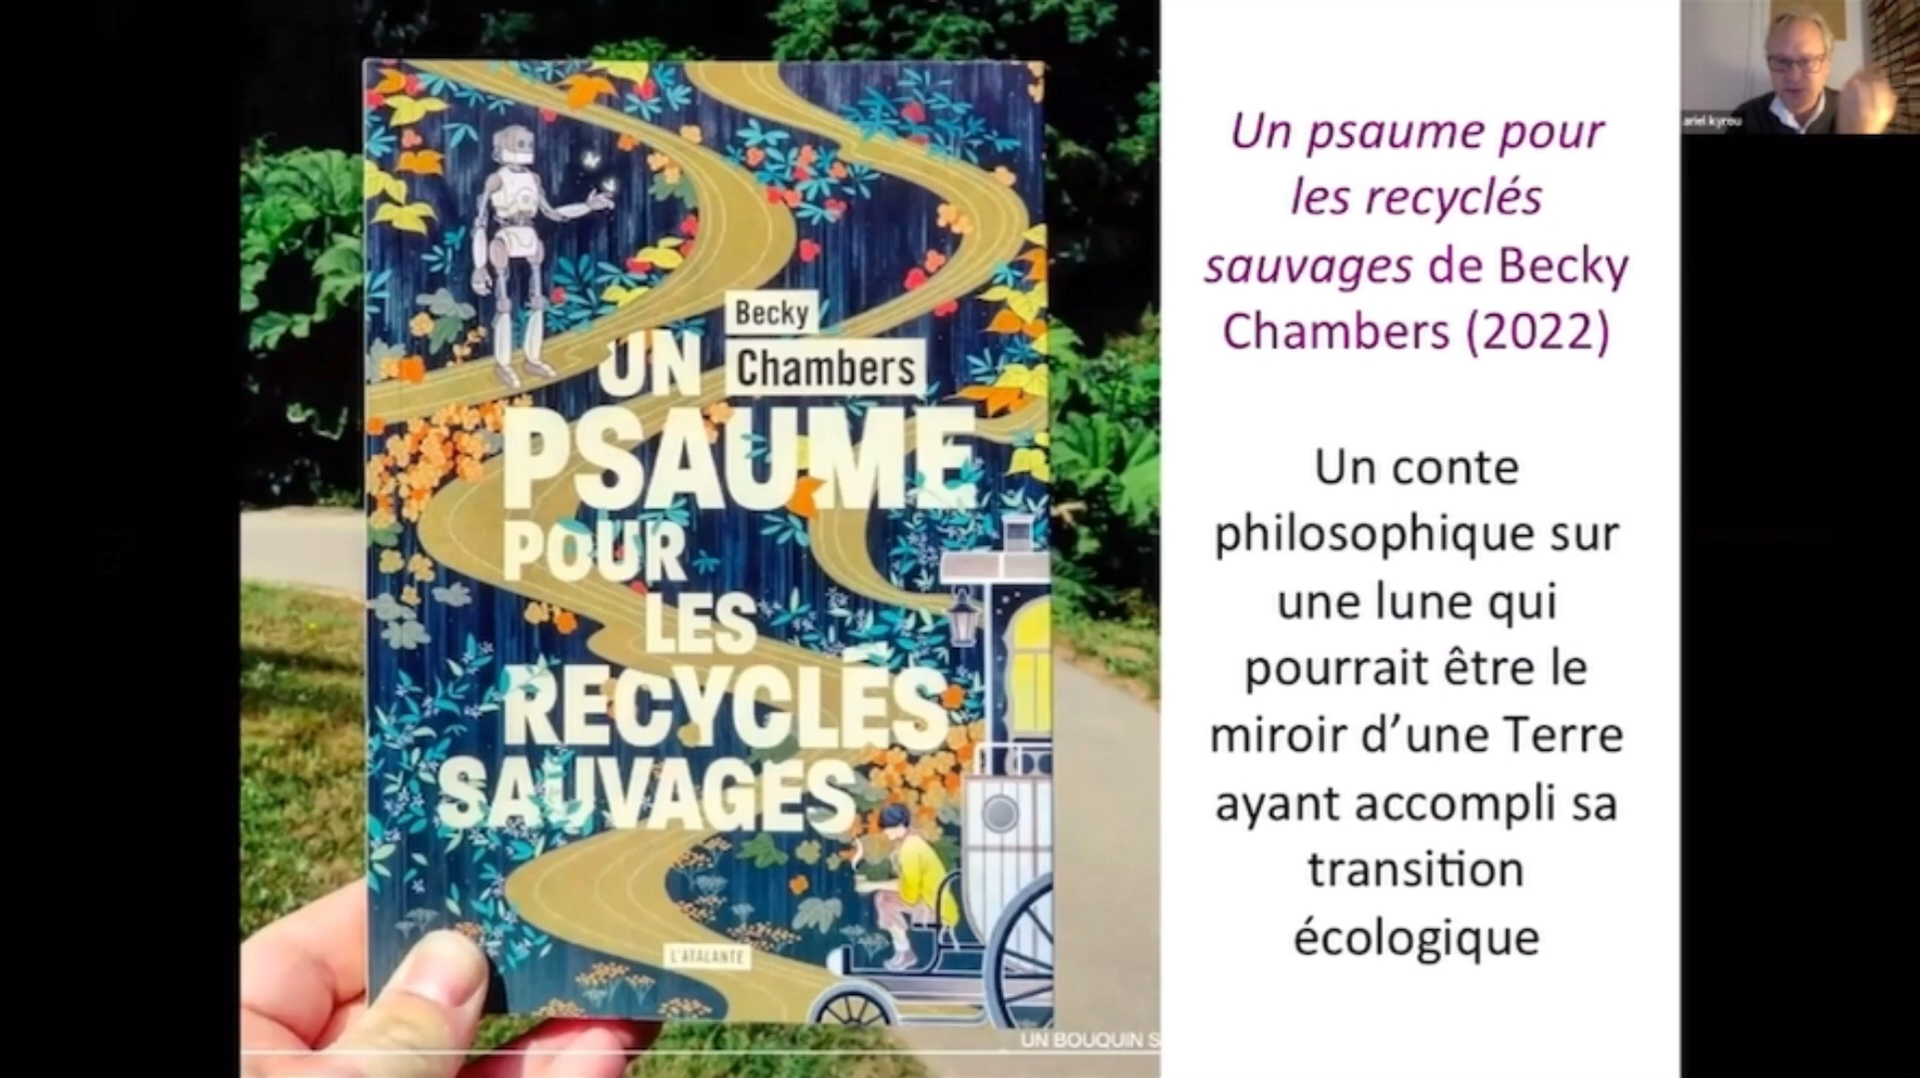 Becky
UN Chambers
PSAUME
POUR
LES
RECYCLÉS
SAUVAGES
L'ATALANTE
UN BOUQUIN S
Un psaume pour
les recyclés
sauvages de Becky
Chambers (2022)
Un conte
philosophique sur
une lune qui
pourrait être le
miroir d’une Terre
ayant accompli sa
transition
écologique
ariel kyrou